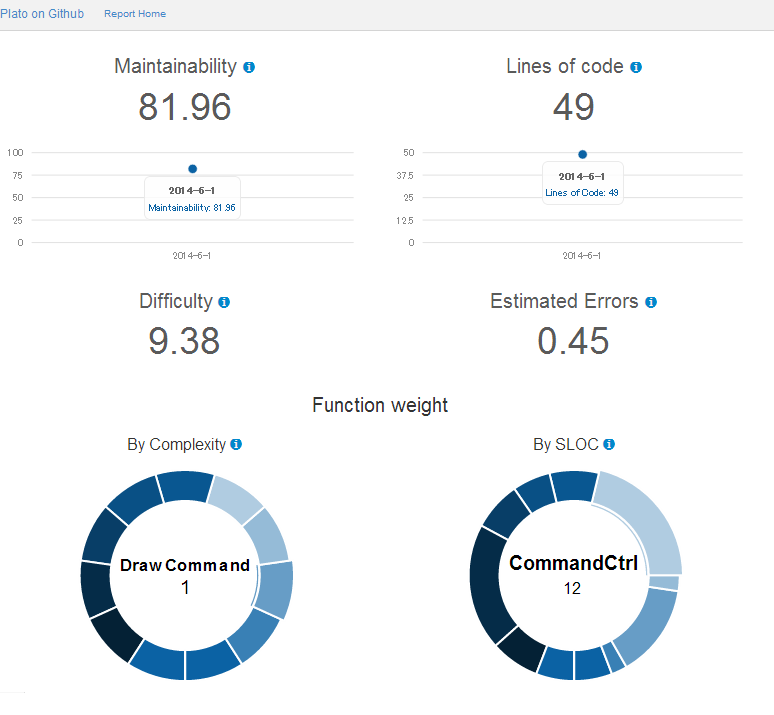 Plato on Github Report Home
Maintainability
81.96
Lines of code
49
100
75
50
25
0
2014-6-1
Maintainability: 81.96
2014-6-1
50
37.5
25
12.5
0
2014-6-1
Lines of Code: 49
2014-6-1
Difficulty
9.38
Estimated Errors
0.45
Function weight
By Complexity
Draw Command
1
By SLOC
CommandCtrl
12